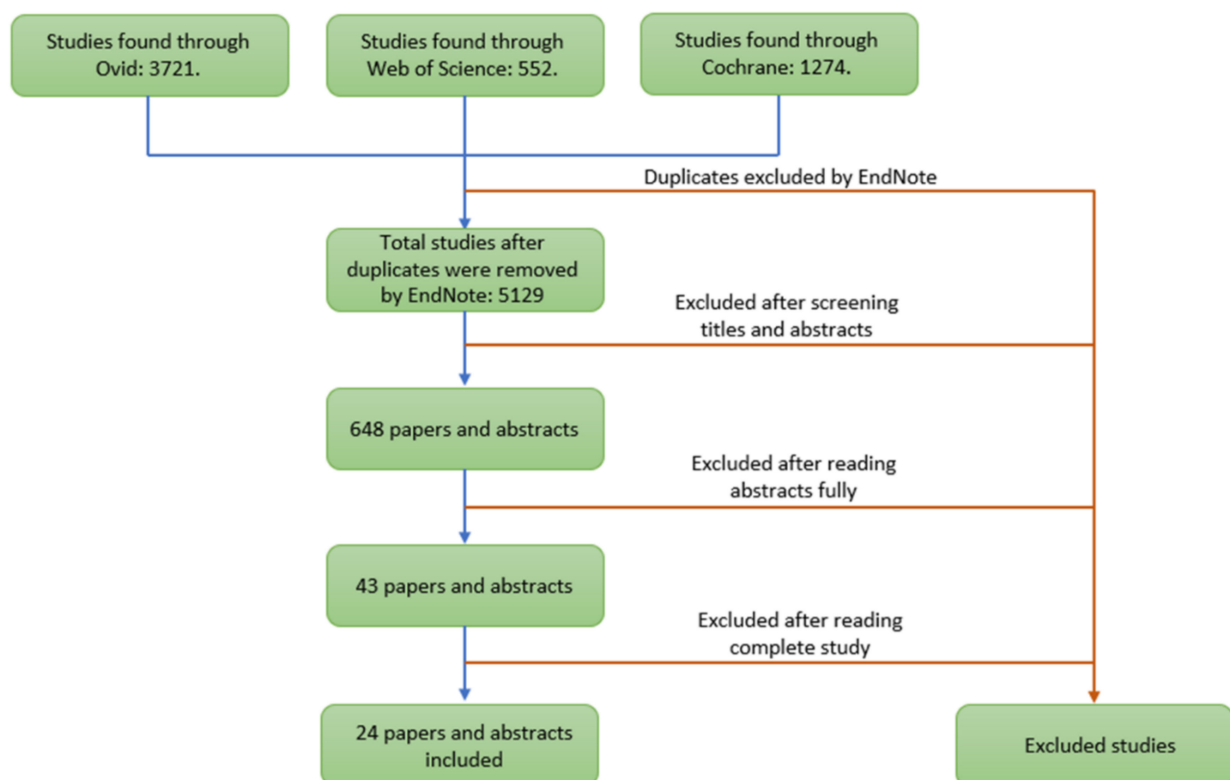 Studies found through
Ovid: 3721.
Studies found through
Web of Science: 552.
Studies found through
Cochrane: 1274.
Duplicates excluded by EndNote
Total studies after
duplicates were removed
by EndNote: 5129
Excluded after screening
titles and abstracts
648 papers and abstracts
Excluded after reading
abstracts fully
43 papers and abstracts
Excluded after reading
complete study
24 papers and abstracts
included
Excluded studies